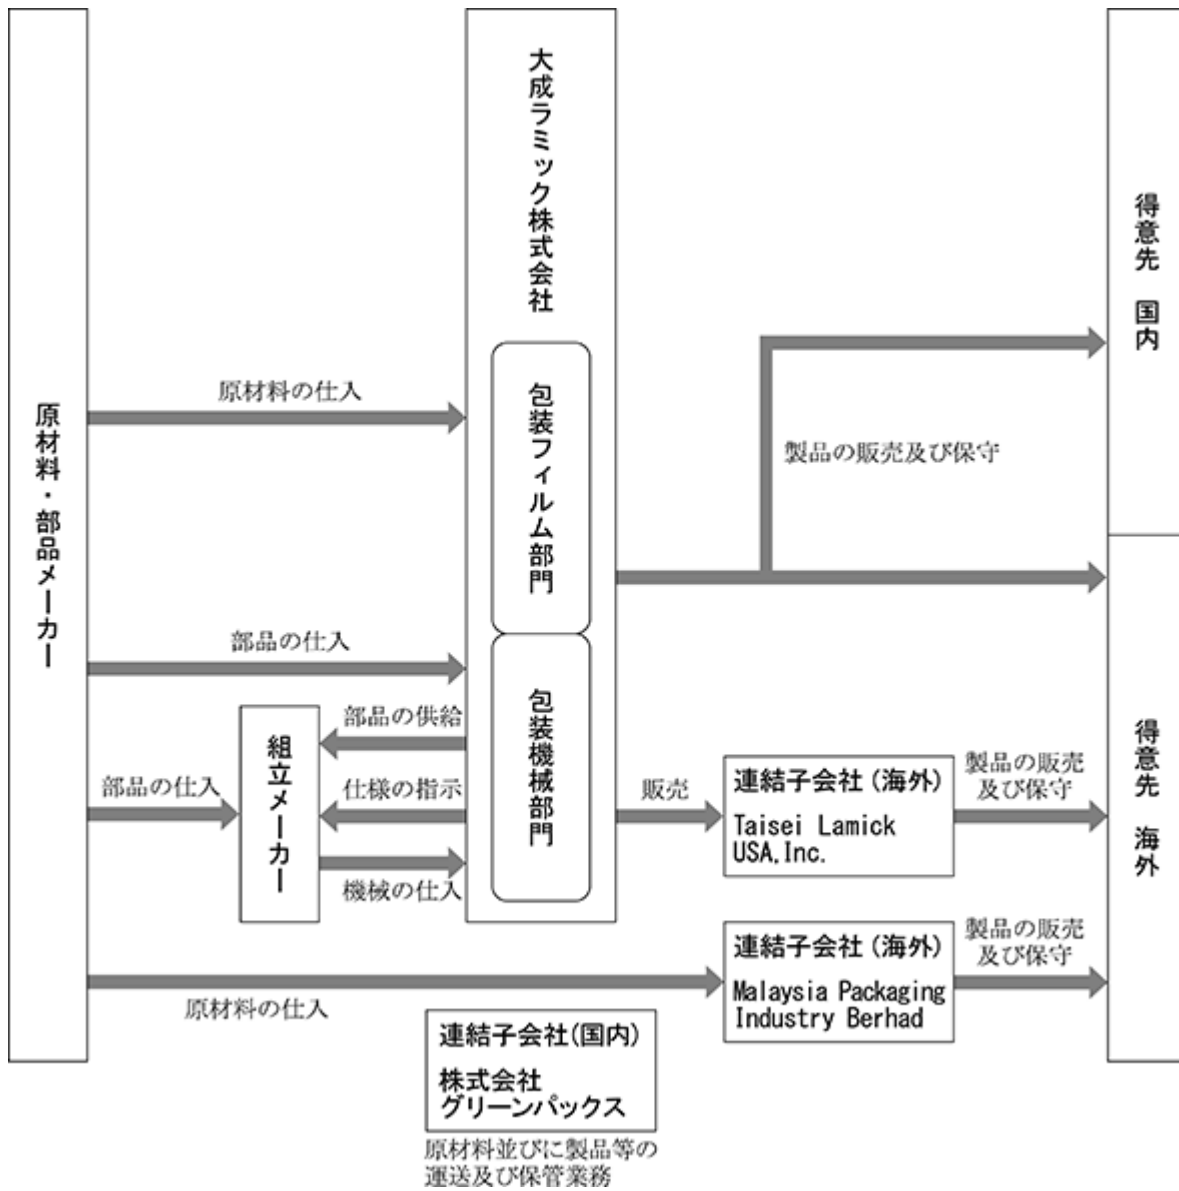 原材料・部品メーカー
原材料の仕入
部品の仕入
部品の仕入
組立メーカー
部品の供給
仕様の指示
機械の仕入
原材料の仕入
大成ラミック株式会社
包装フィルム部門
包装機械部門
販売
製品の販売及び保守
連結子会社(海外)
Taisei Lamick
USA,Inc.
製品の販売
及び保守
連結子会社(海外)
Malaysia Packaging
Industry Berhad
製品の販売
及び保守
連結子会社(国内)
株式会社
グリーンパックス
原材料並びに製品等の
運送及び保管業務
得意先 国内
得意先 海外